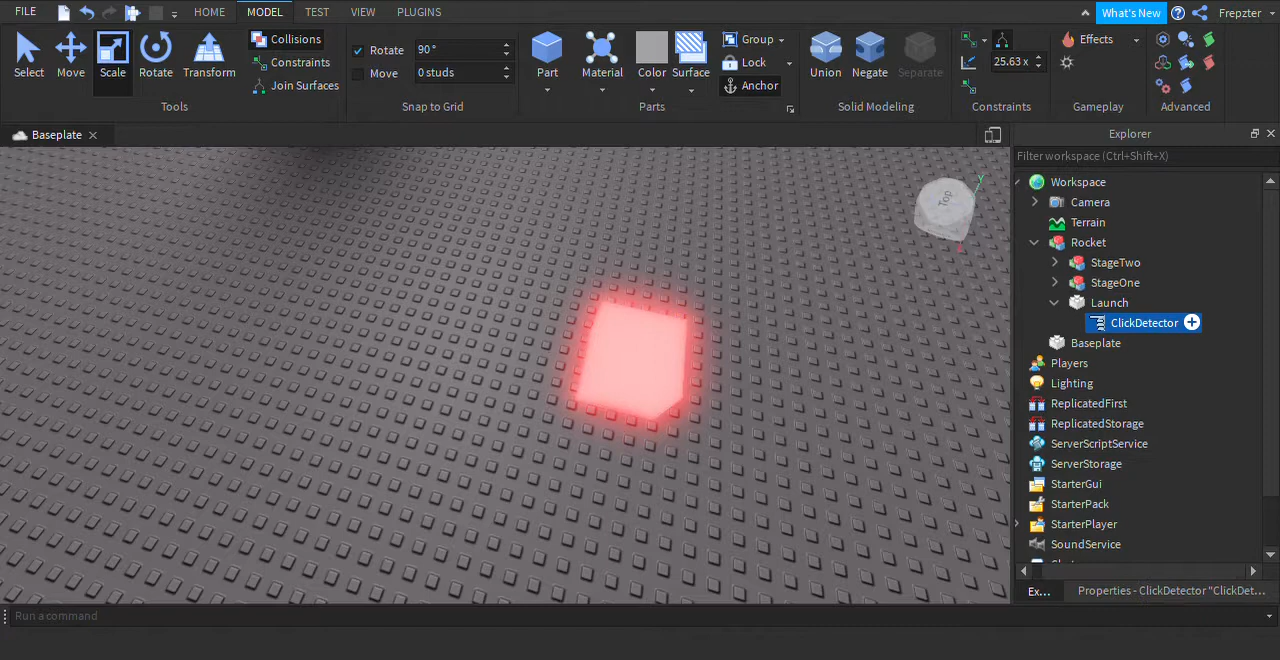 FILE HOME MODEL TEST VIEW PLUGINS What's New Frepzter
Select Move Scale Rotate Transform
Collisions
Constraints
Join Surfaces
Tools
Rotate 90°
Move 0 studs
Snap to Grid
Part Material Color Surface
Group
Lock
Anchor
Parts
Union Negate Separate
Solid Modeling
25.63 x
Constraints
Effects
Gameplay
Advanced
Baseplate
Top
Y
Explorer
Filter workspace (Ctrl+Shift+X)
Workspace
Camera
Terrain
Rocket
StageTwo
StageOne
Launch
ClickDetector
Baseplate
Players
Lighting
ReplicatedFirst
ReplicatedStorage
ServerScriptService
ServerStorage
StarterGui
StarterPack
StarterPlayer
SoundService
Ex... Properties - ClickDetector "ClickDet...
Run a command